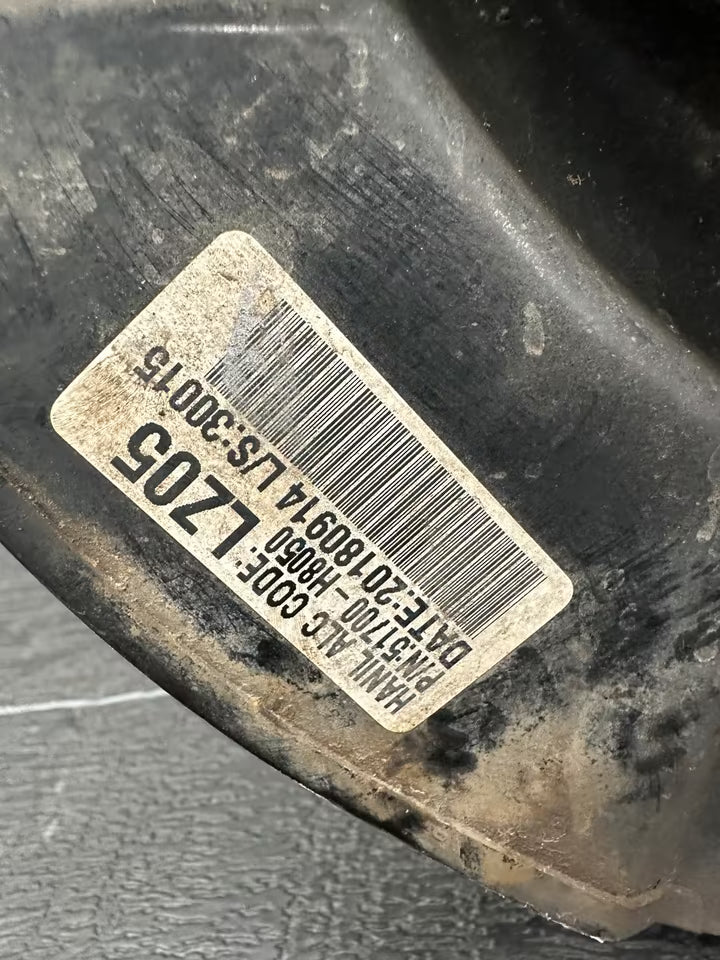 HANIL ALC CODE: LZ05
P/N:51700-H8050
DATE:20180914 L/S:30015